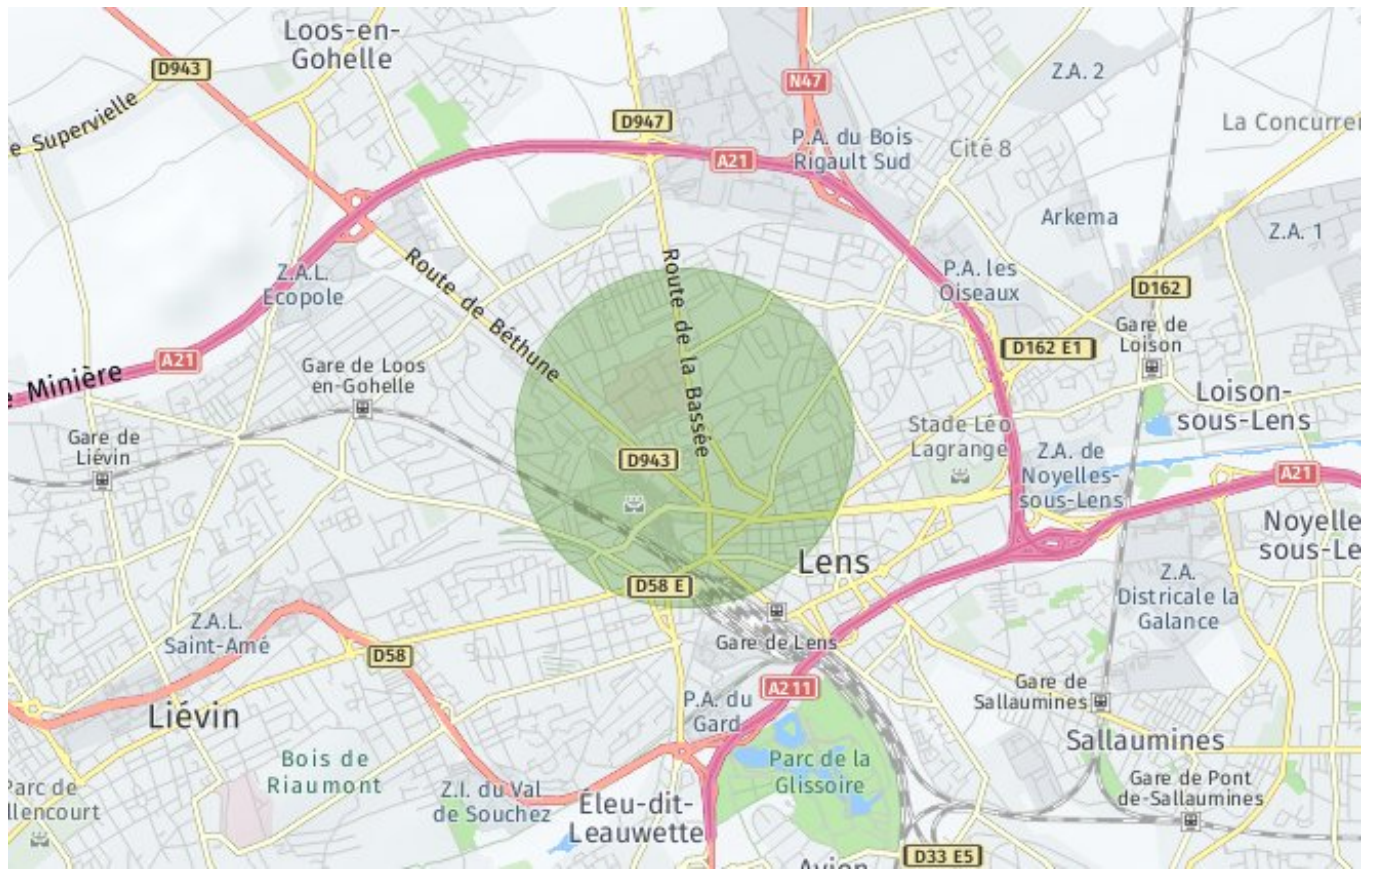 Loos-en-
Gohelle
D943
N47
Z.A. 2
D947
e Supervielle
P.A. du Bois
Rigault Sud
La Concurre
Cité 8
A21
Arkema
Z.A. 1
Z.A.L.
Ecopole
Route de Béthune
Route de la Bassée
P.A. les
Oiseaux
D162
Gare de
Loison
D162 E1
A21
e Minière
Gare de Loos
en-Gohelle
Loison-
sous-Lens
Gare de
Liévin
Stade Léo
Lagrange
D943
Z.A. de
Noyelles-
sous-Lens
A21
Noyelle
sous-Le
Lens
D58 E
Z.A.
Districale la
Galance
Z.A.L.
Saint-Amé
Gare de Lens
D58
A211
P.A. du
Gard
Gare de
Sallaumines
Liévin
Sallaumines
Bois de
Riaumont
Parc de la
Glissoire
Parc de
llencourt
Z.I. du Val
de Souchez
Éleu-dit-
Leauwette
Gare de Pont
de-Sallaumines
Avion
D33 E5